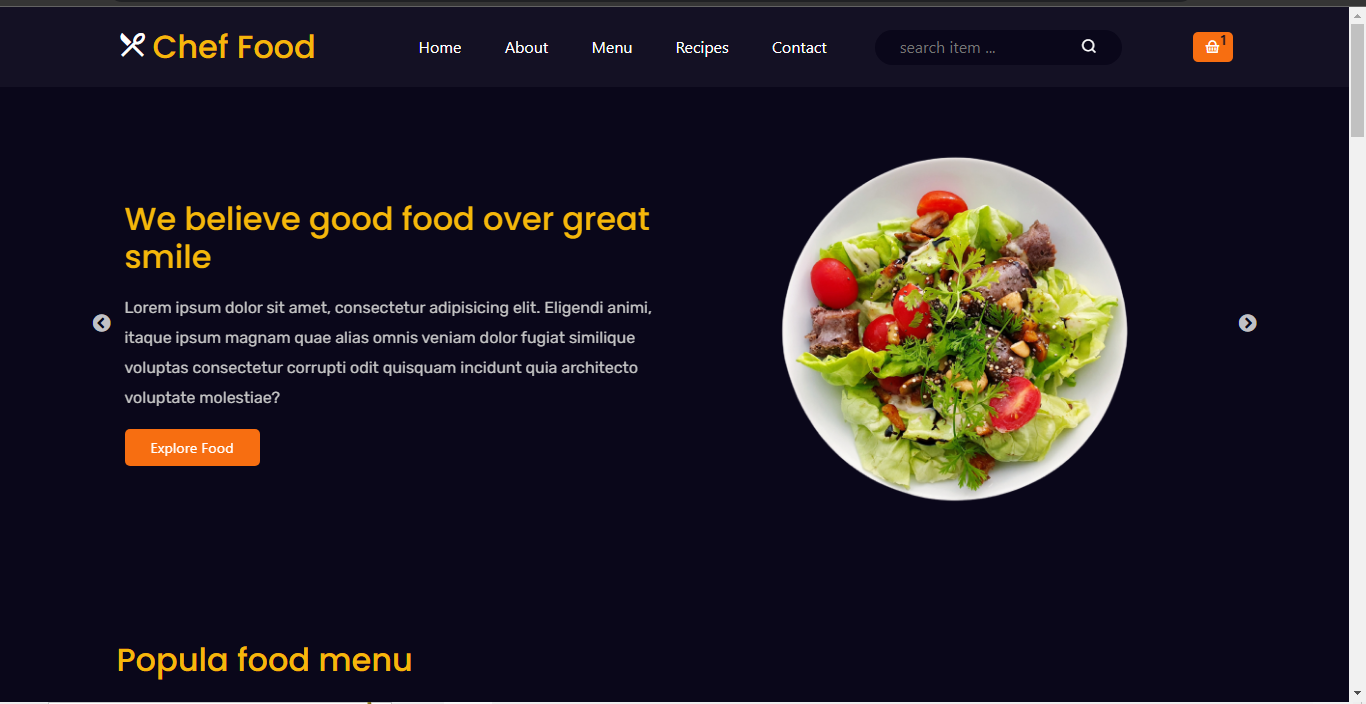 Chef Food
Home About Menu Recipes Contact
search item ...
1
We believe good food over great
smile
Lorem ipsum dolor sit amet, consectetur adipisicing elit. Eligendi animi,
itaque ipsum magnam quae alias omnis veniam dolor fugiat similique
voluptas consectetur corrupti odit quisquam incidunt quia architecto
voluptate molestiae?
Explore Food
Popula food menu